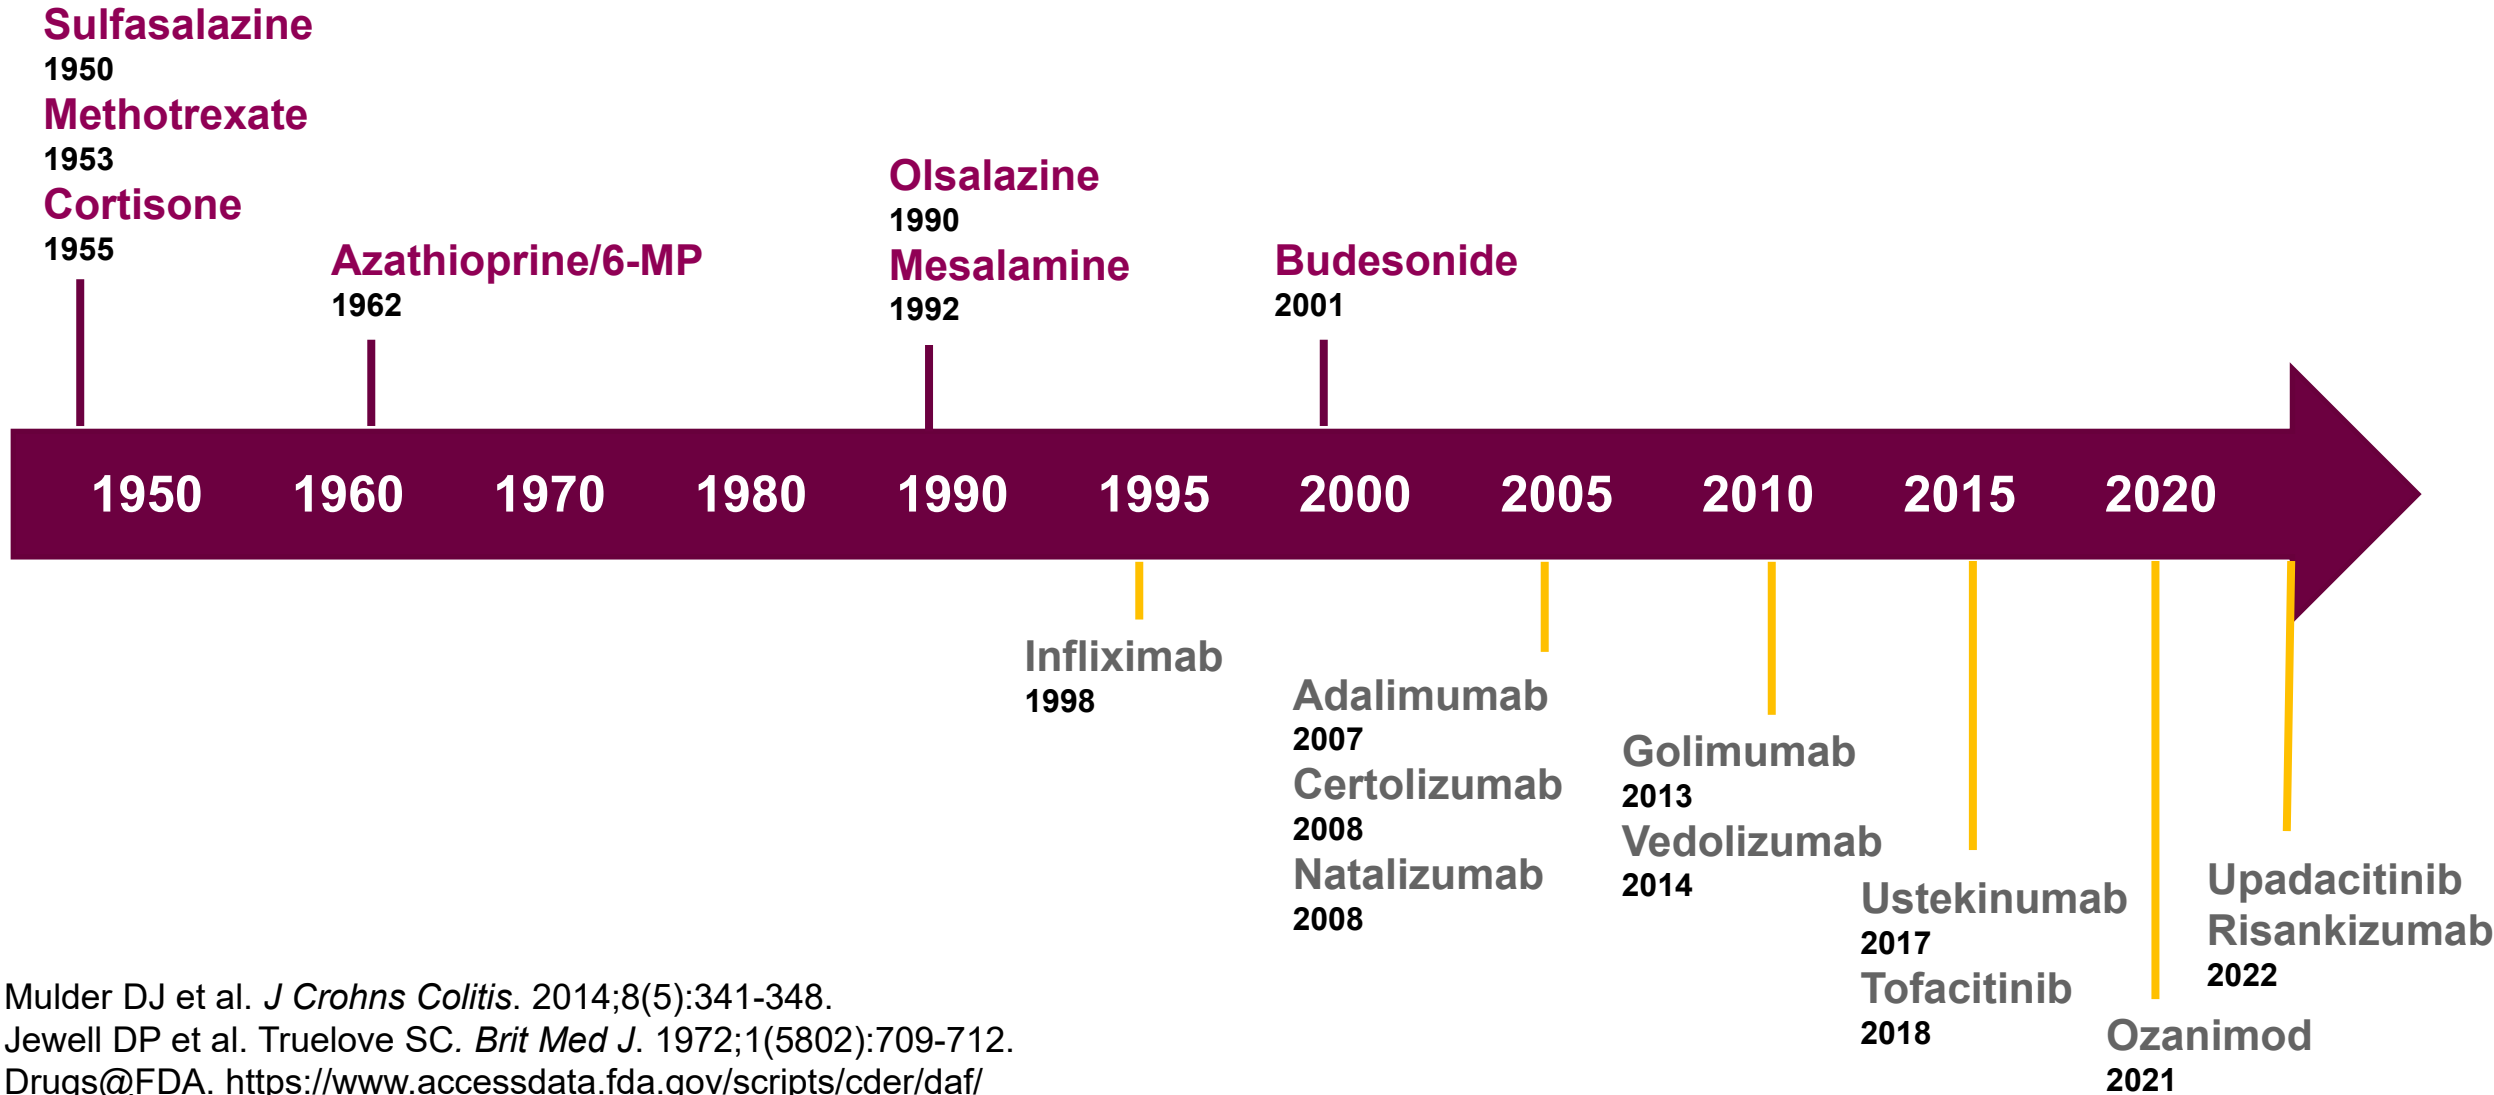 Sulfasalazine
1950
Methotrexate
1953
Cortisone
1955
Azathioprine/6-MP
1962
Olsalazine
1990
Mesalamine
1992
Budesonide
2001
1950 1960 1970 1980 1990 1995 2000 2005 2010 2015 2020
Infliximab
1998
Adalimumab
2007
Certolizumab
2008
Natalizumab
2008
Golimumab
2013
Vedolizumab
2014
Ustekinumab
2017
Tofacitinib
2018
Ozanimod
2021
Upadacitinib
Risankizumab
2022
Mulder DJ et al. J Crohns Colitis. 2014;8(5):341-348.
Jewell DP et al. Truelove SC. Brit Med J. 1972;1(5802):709-712.
Drugs@FDA. https://www.accessdata.fda.gov/scripts/cder/daf/